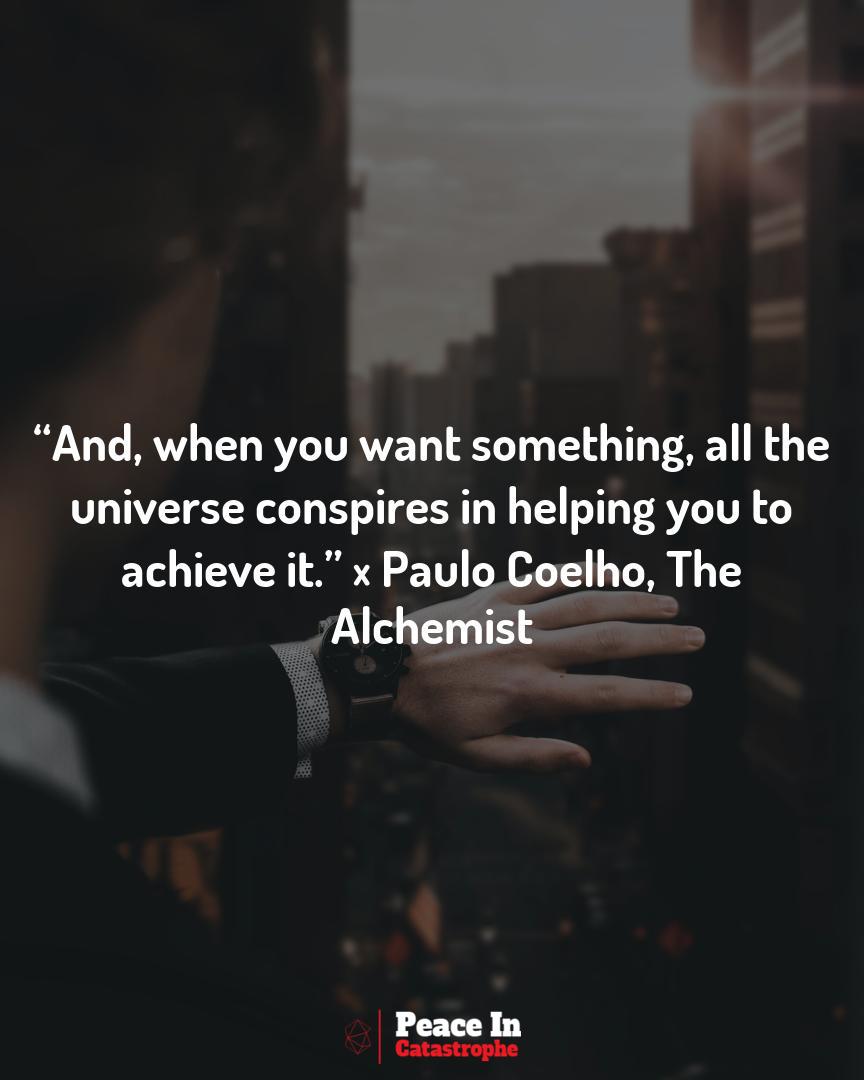 “And, when you want something, all the
universe conspires in helping you to
achieve it.” x Paulo Coelho, The
Alchemist
Peace In
Catastrophe